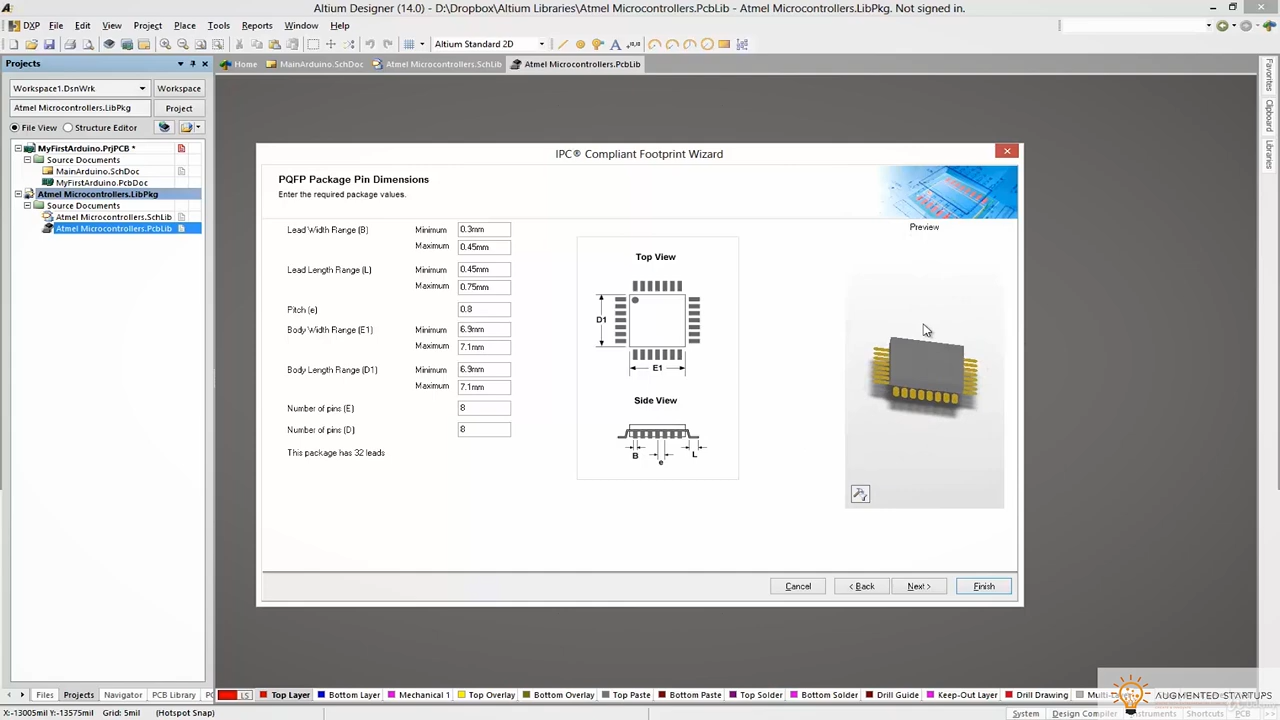 Altium Designer (14.0) - D:\Dropbox\Altium Libraries\Atmel Microcontrollers.PcbLib - Atmel Microcontrollers.LibPkg. Not signed in.
DXP File Edit View Project Place Tools Reports Window Help
Altium Standard 2D
Projects
Home MainArduino.SchDoc Atmel Microcontrollers.SchLib Atmel Microcontrollers.PcbLib
Workspace1.DsnWrk Workspace
Atmel Microcontrollers.LibPkg Project
File View Structure Editor
MyFirstArduino.PrjPCB *
Source Documents
MainArduino.SchDoc
MyFirstArduino.PcbDoc
Atmel Microcontrollers.LibPkg
Source Documents
Atmel Microcontrollers.SchLib
Atmel Microcontrollers.PcbLib
Favorites
Clipboard
Libraries
IPC® Compliant Footprint Wizard
PQFP Package Pin Dimensions
Enter the required package values.
Lead Width Range (B) Minimum 0.3mm
Maximum 0.45mm
Lead Length Range (L) Minimum 0.45mm
Maximum 0.75mm
Pitch (e) 0.8
Body Width Range (E1) Minimum 6.9mm
Maximum 7.1mm
Body Length Range (D1) Minimum 6.9mm
Maximum 7.1mm
Number of pins (E) 8
Number of pins (D) 8
This package has 32 leads
Top View
D1
E1
Side View
B e L
Preview
Cancel < Back Next > Finish
Files Projects Navigator PCB Library
LS Top Layer Bottom Layer Mechanical 1 Top Overlay Bottom Overlay Top Paste Bottom Paste Top Solder Bottom Solder Drill Guide Keep-Out Layer Drill Drawing
AUGMENTED STARTUPS
X:-13005mil Y:-13575mil Grid: 5mil (Hotspot Snap)
System Design Compiler Instruments Shortcuts PCB >>